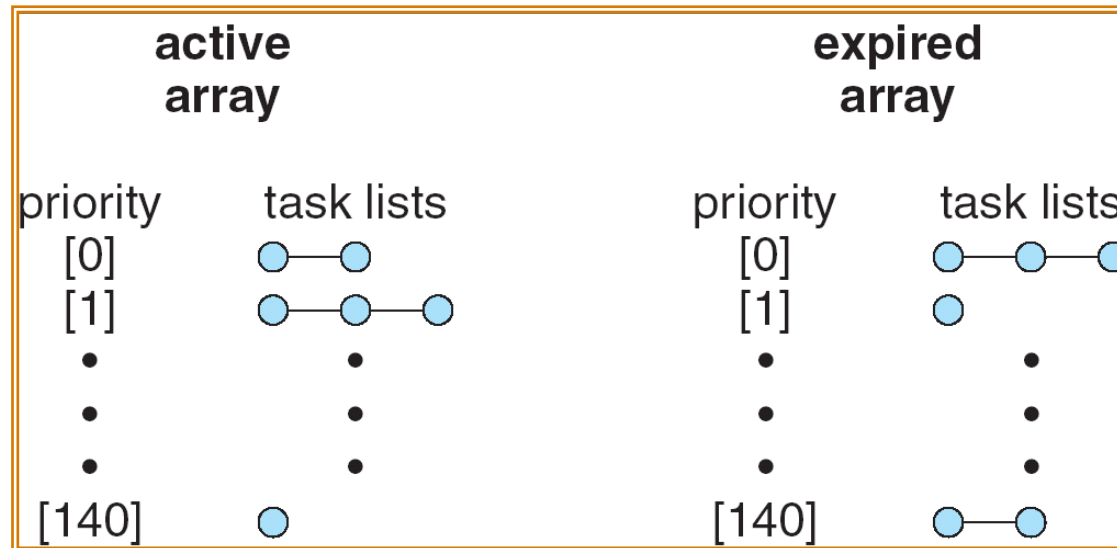 active
array
expired
array
priority task lists
[0]
[1]
[140]
priority task lists
[0]
[1]
[140]